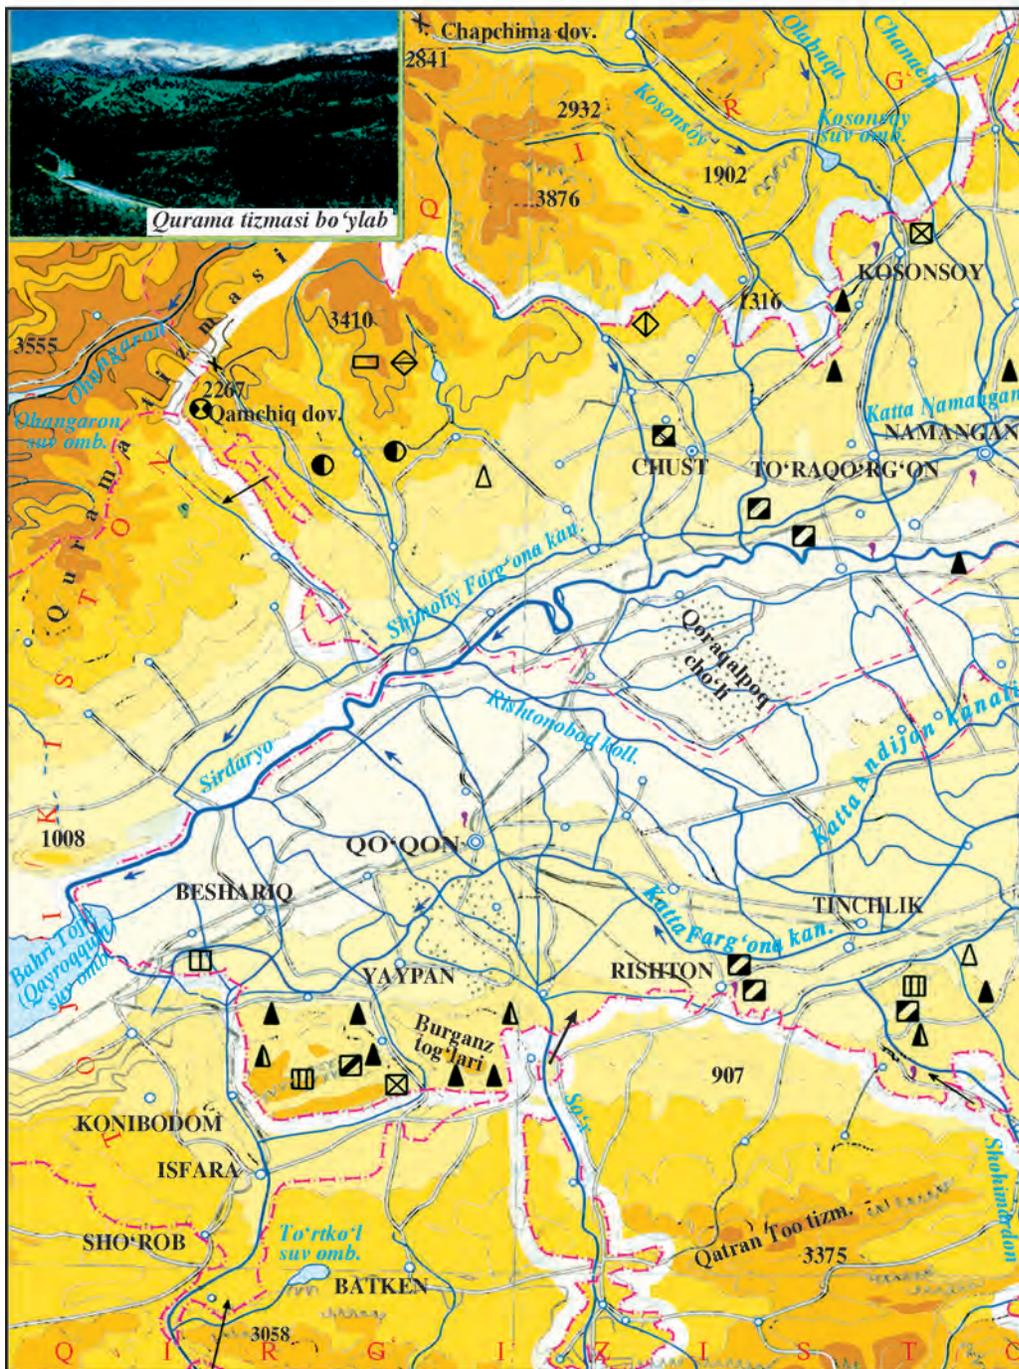 Qurama tizmasi bo‘ylab
Chapchima dov.
2841
Olabuqa
Chanach
Kosonsoy
2932
Kosonsoy
suv omb.
3876
1902
Q I R G‘
KOSONSOY
1316
3410
3555
Ohangaron
2267
Qamchiq dov.
Ohangaron
suv omb.
Qurama tizmasi
Katta Namangan
NAMANGAN
CHUST
TO‘RAQO‘RG‘ON
Shimoliy Farg‘ona kan.
Qoraqalpoq
cho‘li
Rishtonobod koll.
Sirdaryo
Katta Andijon kanali
1008
QO‘QON
BESHARIQ
TINCHLIK
Katta Farg‘ona kan.
Bahri Tojik
(Qayroqqum
suv omb.)
YAYPAN
RISHTON
Burganz
tog‘lari
907
So‘x
KONIBODOM
ISFARA
Shohimardon
SHO‘ROB
To‘rtko‘l
suv omb.
Qatran Too tizm.
3375
BATKEN
3058
T O J I K I S T O N
Q I R G‘ I Z I S T O